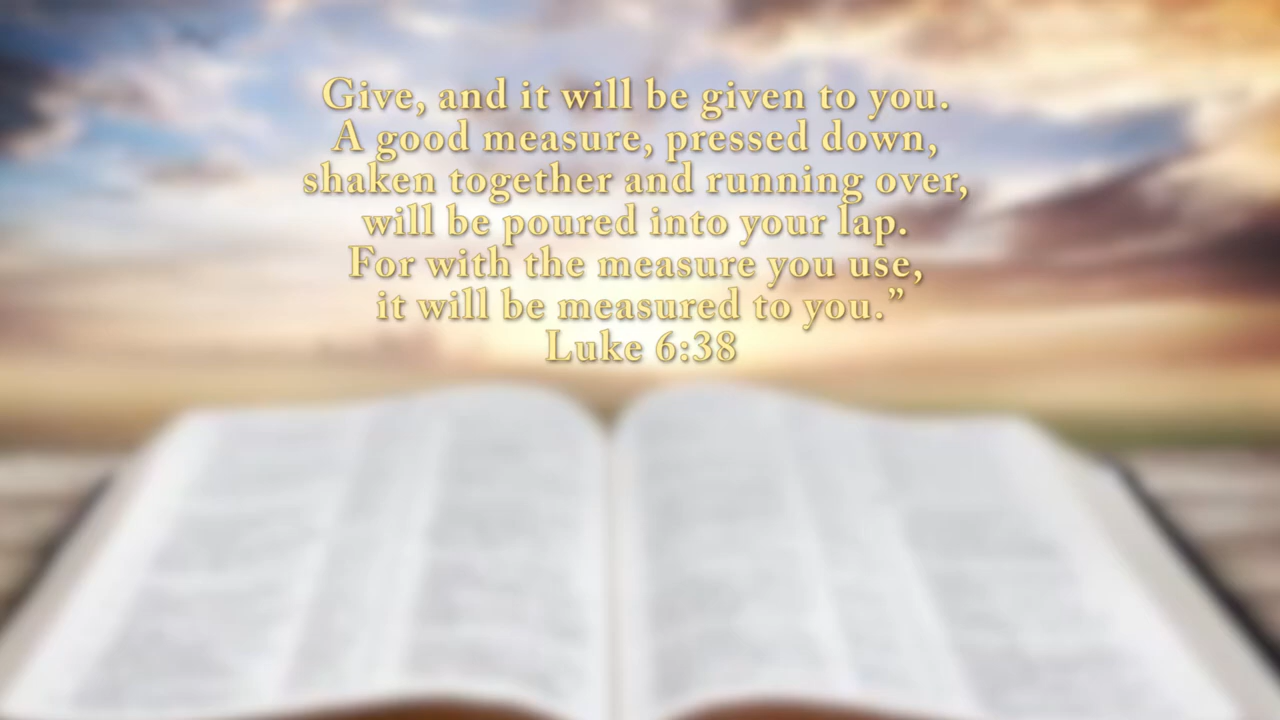 Give, and it will be given to you.
A good measure, pressed down,
shaken together and running over,
will be poured into your lap.
For with the measure you use,
it will be measured to you.”
Luke 6:38